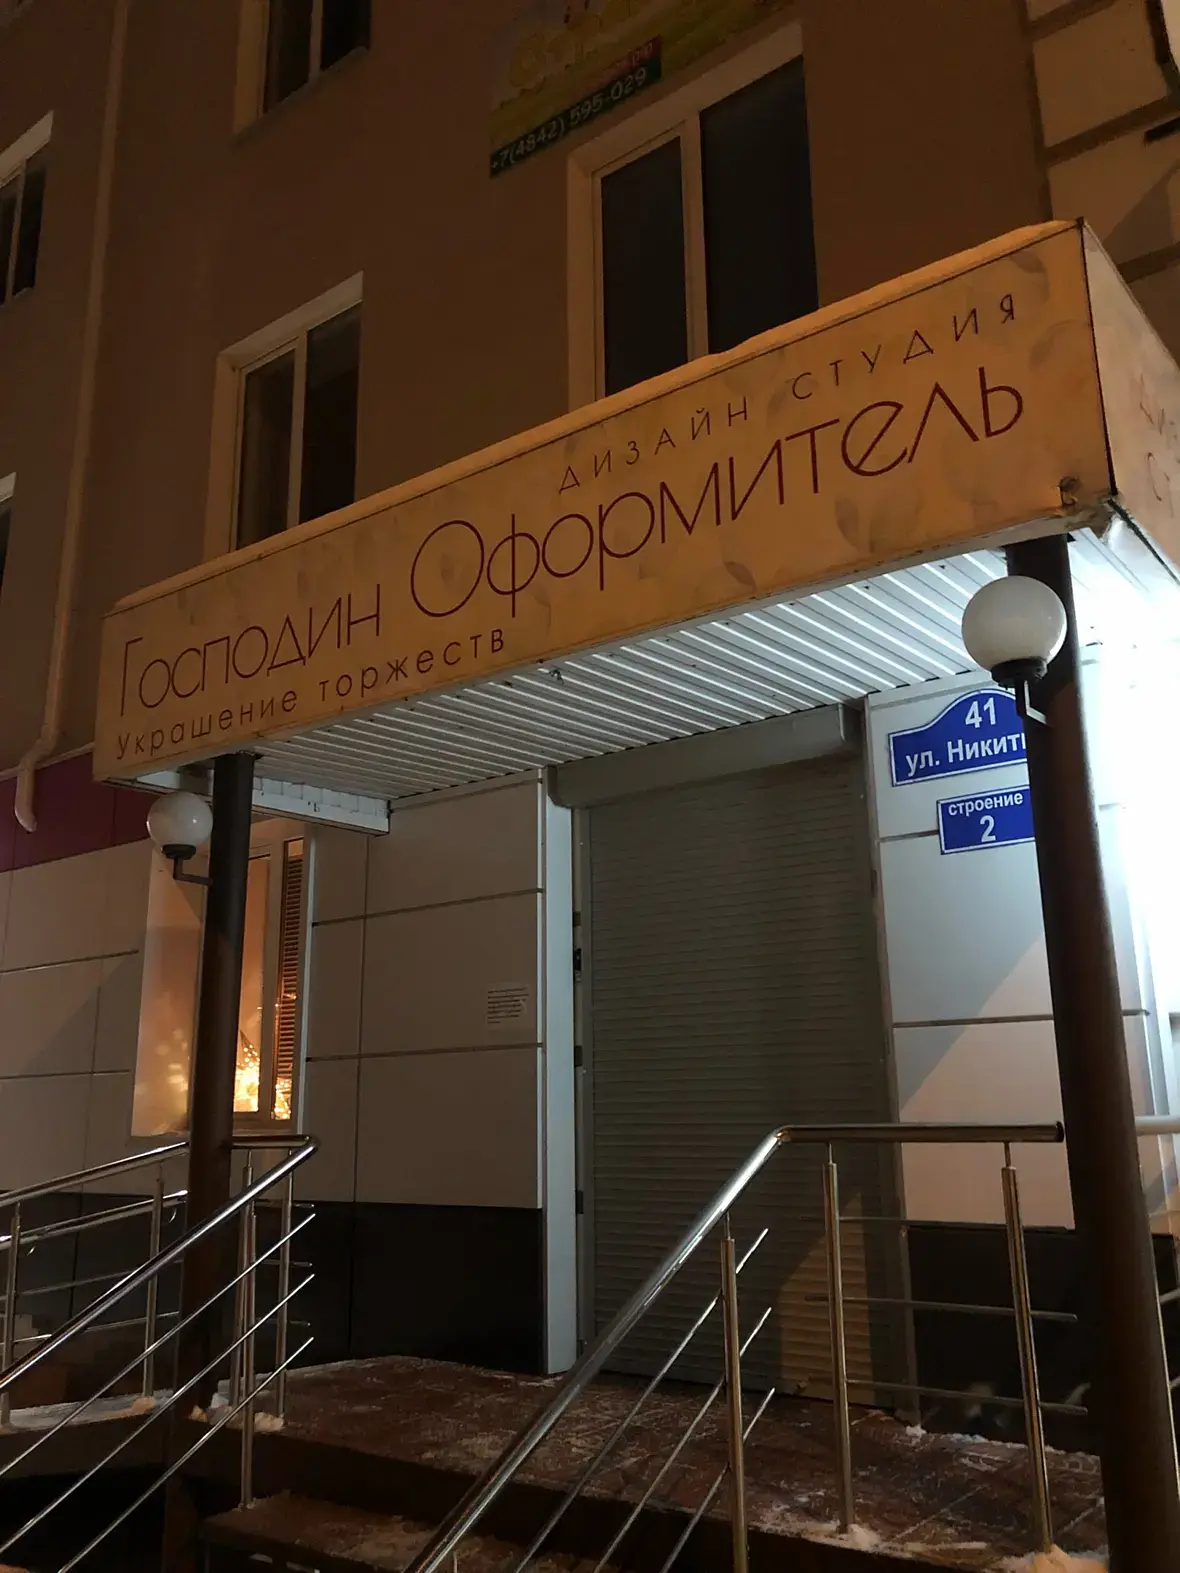 +7(4842) 595-029
дизайн студия
Господин Оформитель
Украшение торжеств
41
ул. Никит
строение
2